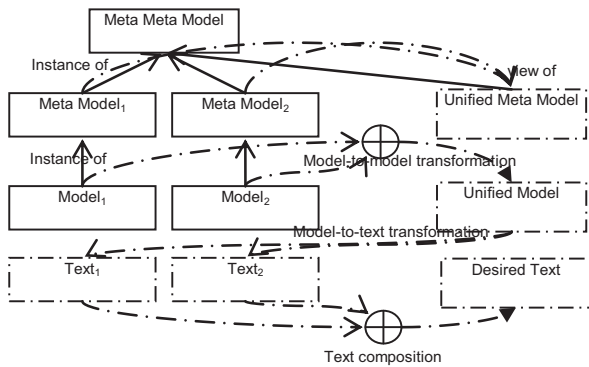 Meta Meta Model
Instance of
view of
Meta Model₁
Meta Model₂
Unified Meta Model
Instance of
Model-to-model transformation
Model₁
Model₂
Unified Model
Model-to-text transformation
Text₁
Text₂
Desired Text
Text composition